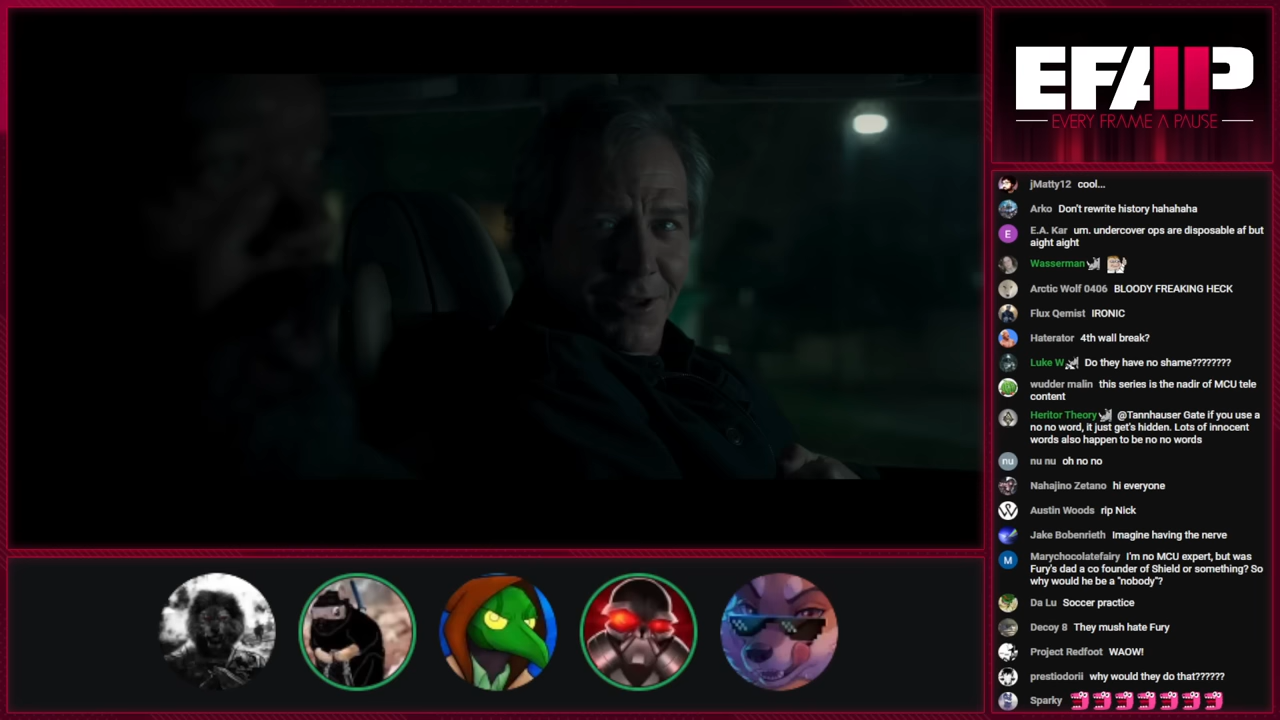 EFAP
EVERY FRAME A PAUSE
jMatty12 cool...
Arko Don't rewrite history hahahaha
E E.A. Kar um. undercover ops are disposable af but
aight aight
Wasserman
Arctic Wolf 0406 BLOODY FREAKING HECK
Flux Qemist IRONIC
Haterator 4th wall break?
Luke W Do they have no shame????????
wudder malin this series is the nadir of MCU tele
content
Heritor Theory @Tannhauser Gate if you use a
no no word, it just get's hidden. Lots of innocent
words also happen to be no no words
nu nu nu oh no no
Nahajino Zetano hi everyone
Austin Woods rip Nick
Jake Bobenrieth Imagine having the nerve
M Marychocolatefairy I'm no MCU expert, but was
Fury's dad a co founder of Shield or something? So
why would he be a "nobody"?
Da Lu Soccer practice
Decoy 8 They mush hate Fury
Project Redfoot WAOW!
prestiodorii why would they do that??????
Sparky